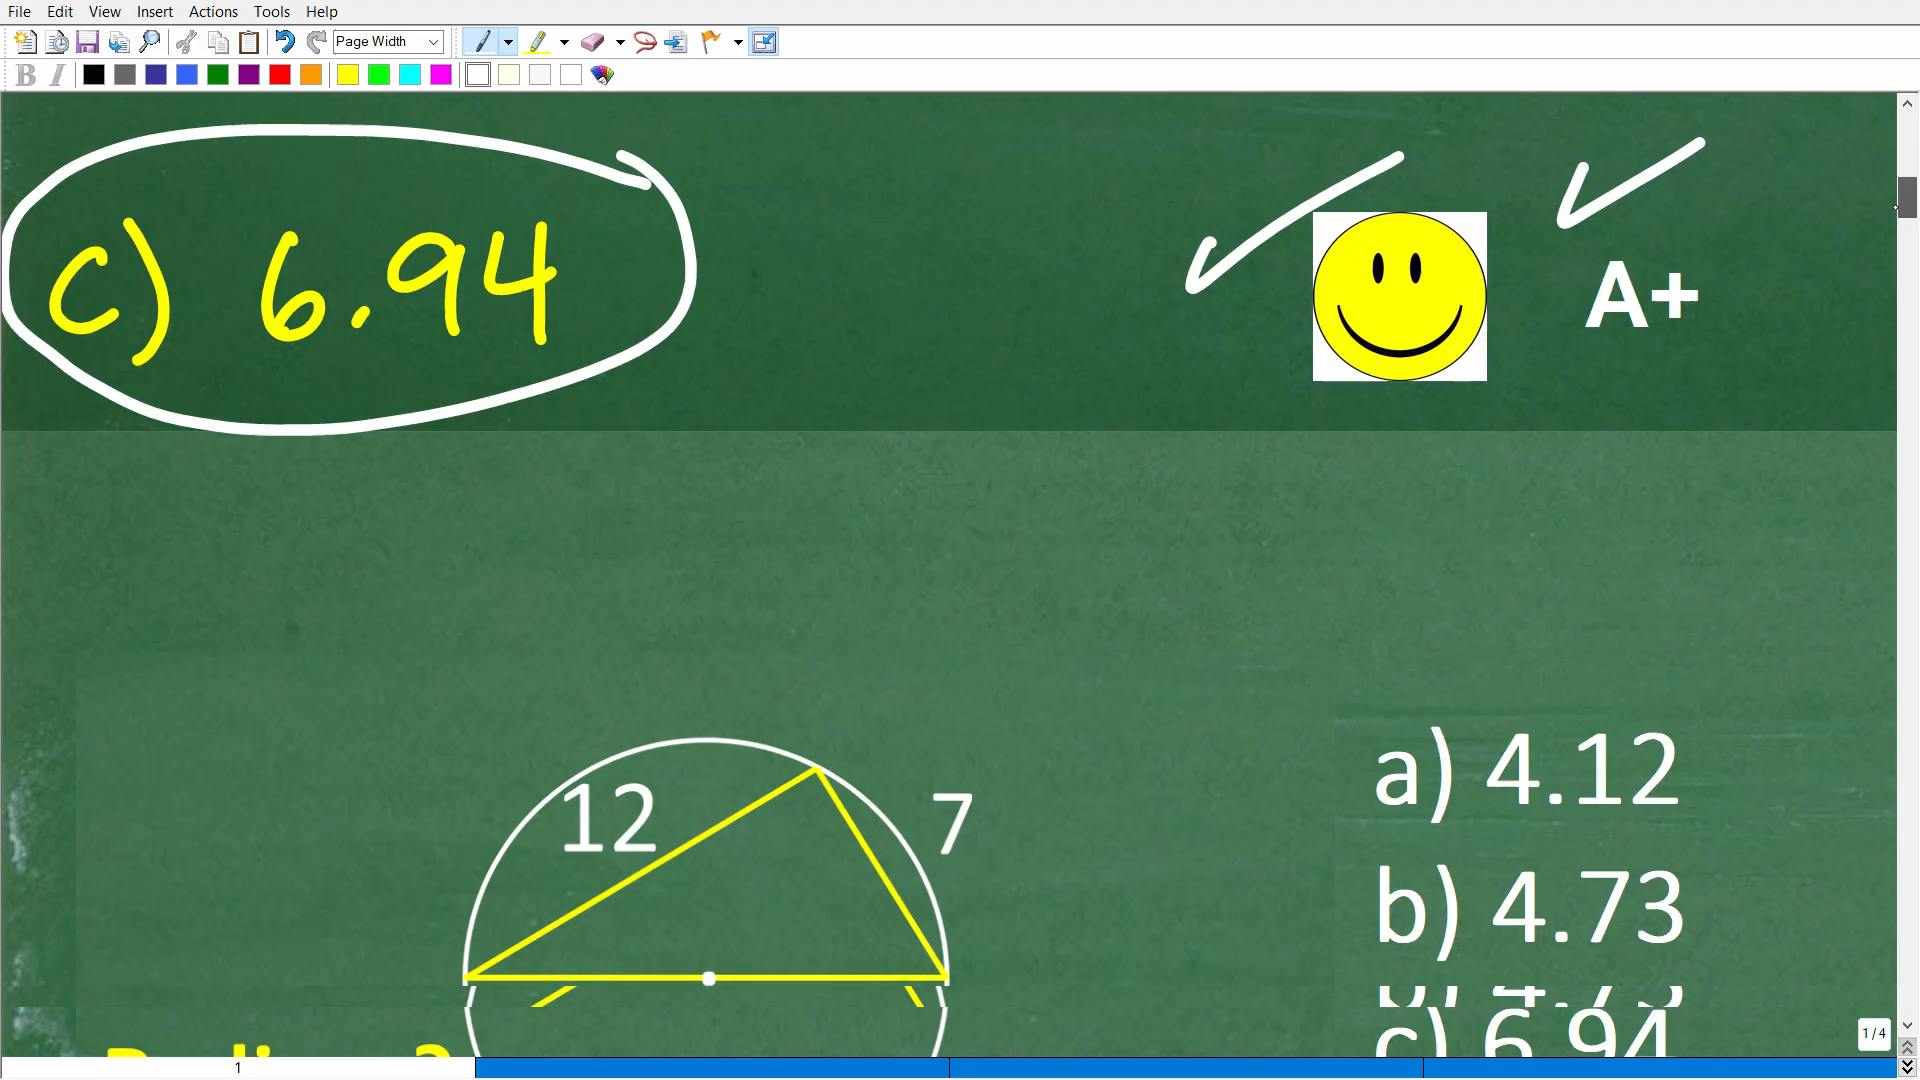 File Edit View Insert Actions Tools Help
Page Width
B I
c) 6.94
A+
12
7
a) 4.12
b) 4.73
c) 6.94
1 / 4
1